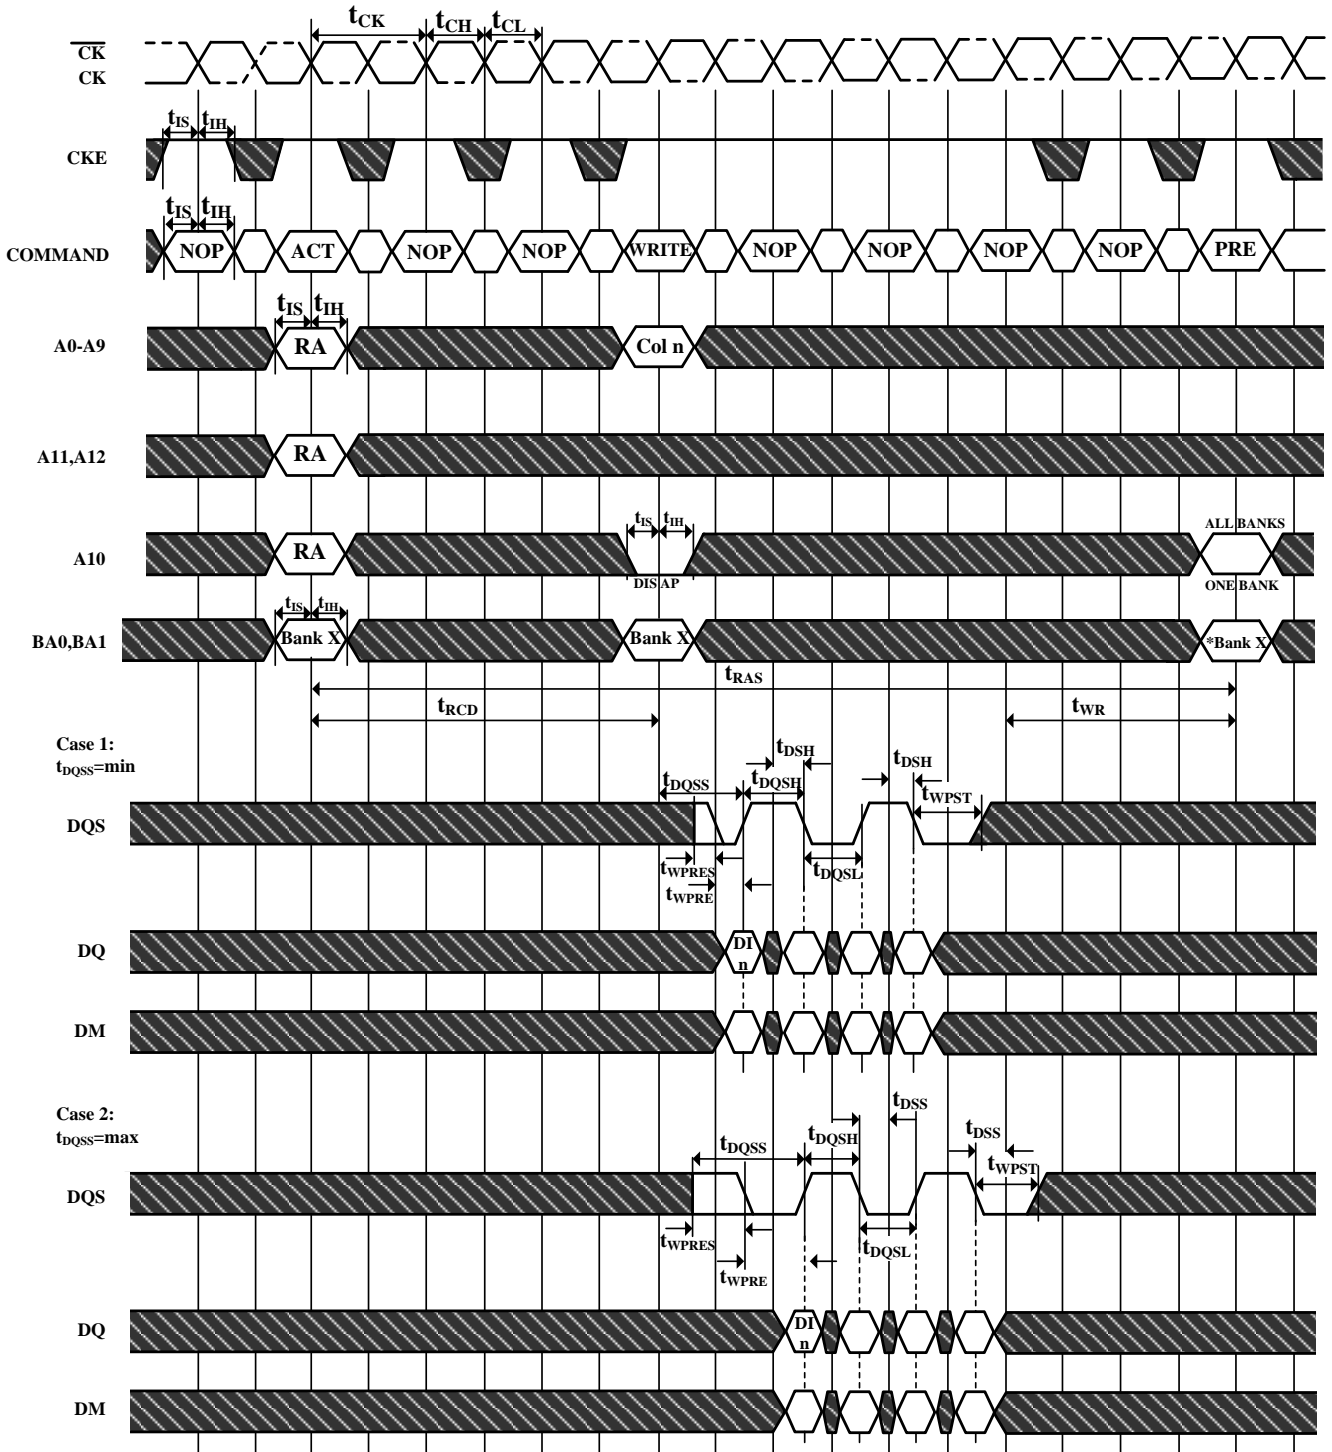 tCK tCH tCL
CK
CK
tIS tIH
CKE
tIS tIH
COMMAND NOP ACT NOP NOP WRITE NOP NOP NOP NOP PRE
tIS tIH
A0-A9 RA Col n
A11,A12 RA
tIS tIH ALL BANKS
A10 RA
DIS AP ONE BANK
tIS tIH
BA0,BA1 Bank X Bank X *Bank X
tRAS
tRCD tWR
Case 1:
tDQSS=min
tDSH tDSH
tDQSS tDQSH tWPST
DQS
tWPRES tDQSL
tWPRE
DQ DI
n
DM
Case 2:
tDQSS=max
tDSS tDSS
tDQSS tDQSH tWPST
DQS
tWPRES tDQSL
tWPRE
DQ DI
n
DM